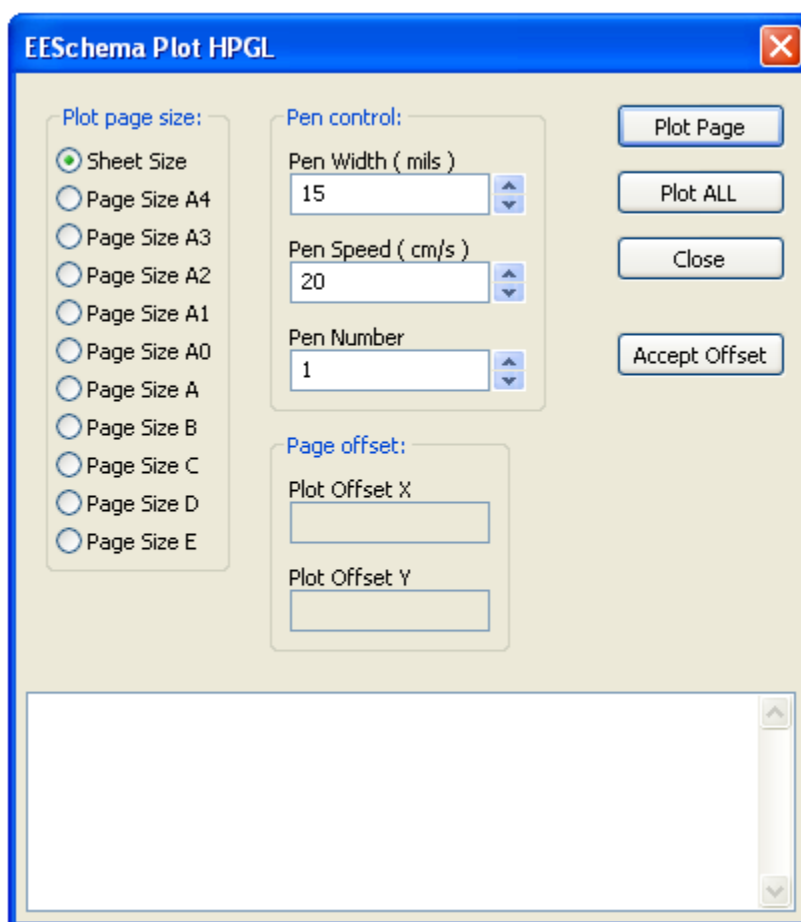 EESchema Plot HPGL
Plot page size:
Sheet Size
Page Size A4
Page Size A3
Page Size A2
Page Size A1
Page Size A0
Page Size A
Page Size B
Page Size C
Page Size D
Page Size E
Pen control:
Pen Width ( mils )
15
Pen Speed ( cm/s )
20
Pen Number
1
Page offset:
Plot Offset X
Plot Offset Y
Plot Page
Plot ALL
Close
Accept Offset